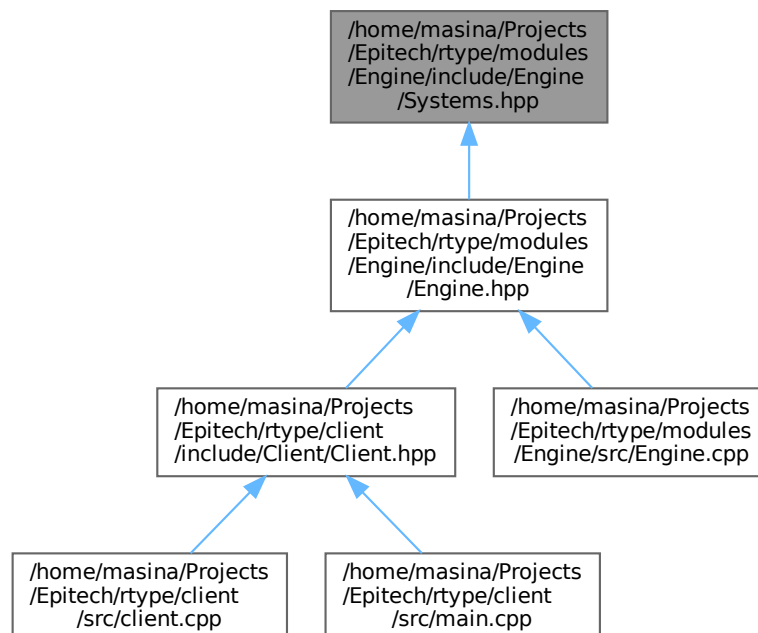 /home/masina/Projects
/Epitech/rtype/modules
/Engine/include/Engine
/Systems.hpp
/home/masina/Projects
/Epitech/rtype/modules
/Engine/include/Engine
/Engine.hpp
/home/masina/Projects
/Epitech/rtype/client
/include/Client/Client.hpp
/home/masina/Projects
/Epitech/rtype/modules
/Engine/src/Engine.cpp
/home/masina/Projects
/Epitech/rtype/client
/src/client.cpp
/home/masina/Projects
/Epitech/rtype/client
/src/main.cpp